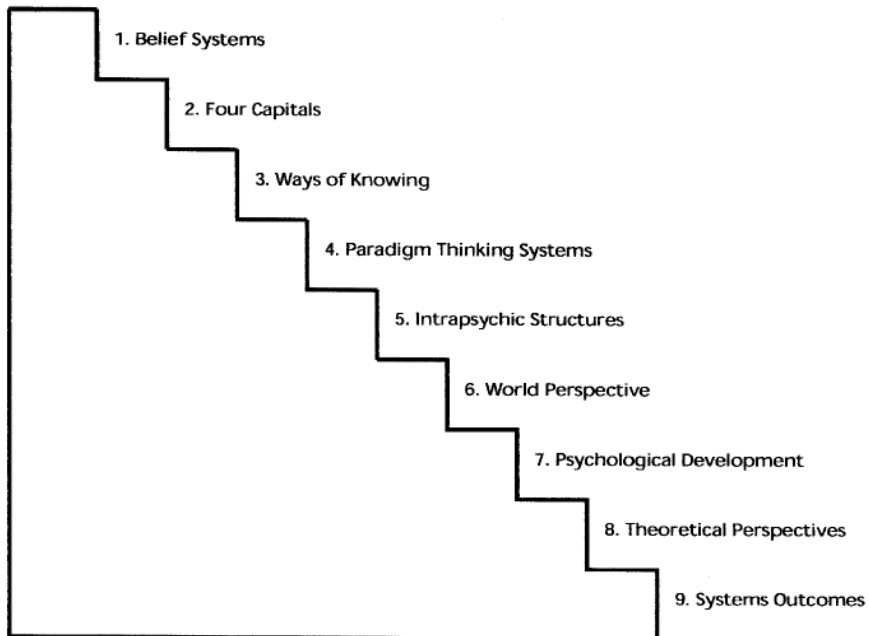 1. Belief Systems
2. Four Capitals
3. Ways of Knowing
4. Paradigm Thinking Systems
5. Intrapsychic Structures
6. World Perspective
7. Psychological Development
8. Theoretical Perspectives
9. Systems Outcomes